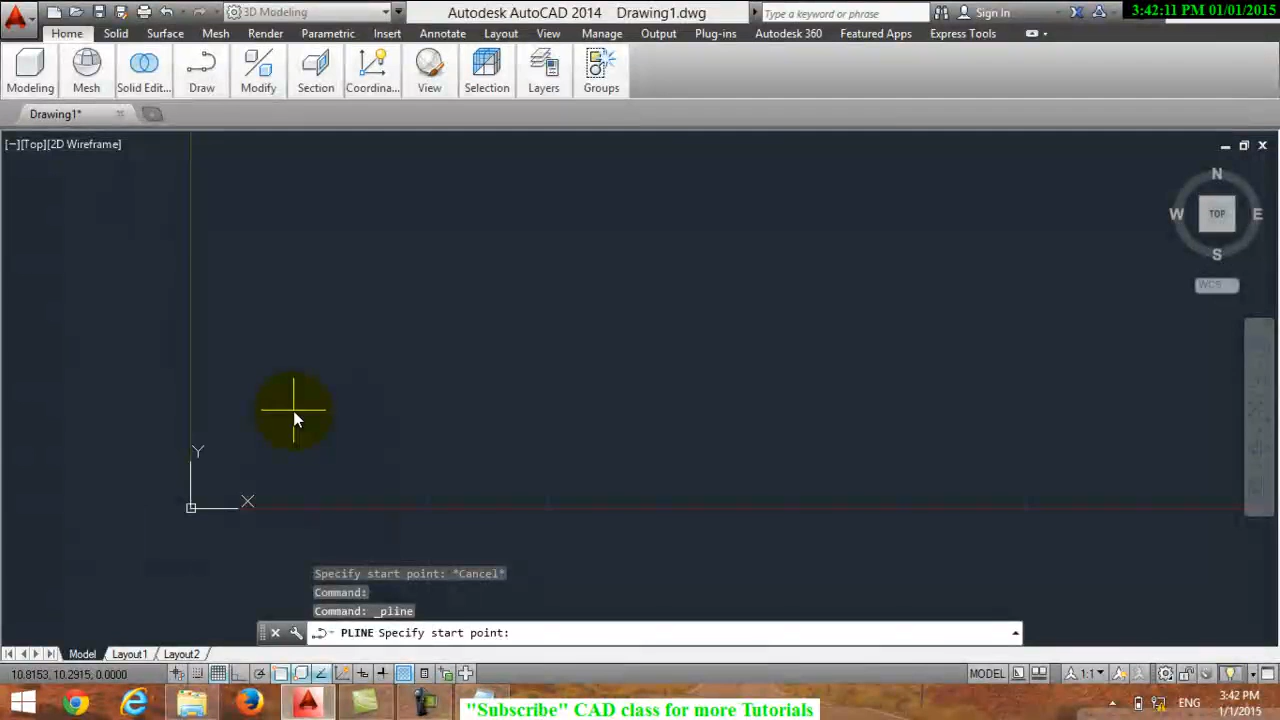 3D Modeling
Autodesk AutoCAD 2014 Drawing1.dwg
Type a keyword or phrase
Sign In
3:42:11 PM 01/01/2015
Home Solid Surface Mesh Render Parametric Insert Annotate Layout View Manage Output Plug-ins Autodesk 360 Featured Apps Express Tools
Modeling Mesh Solid Edit... Draw Modify Section Coordina... View Selection Layers Groups
Drawing1*
[−][Top][2D Wireframe]
N
W TOP E
S
WCS
Y
X
Specify start point: *Cancel*
Command:
Command: _pline
PLINE Specify start point:
Model Layout1 Layout2
10.8153, 10.2915, 0.0000
MODEL
1:1
ENG
3:42 PM
1/1/2015
"Subscribe" CAD class for more Tutorials